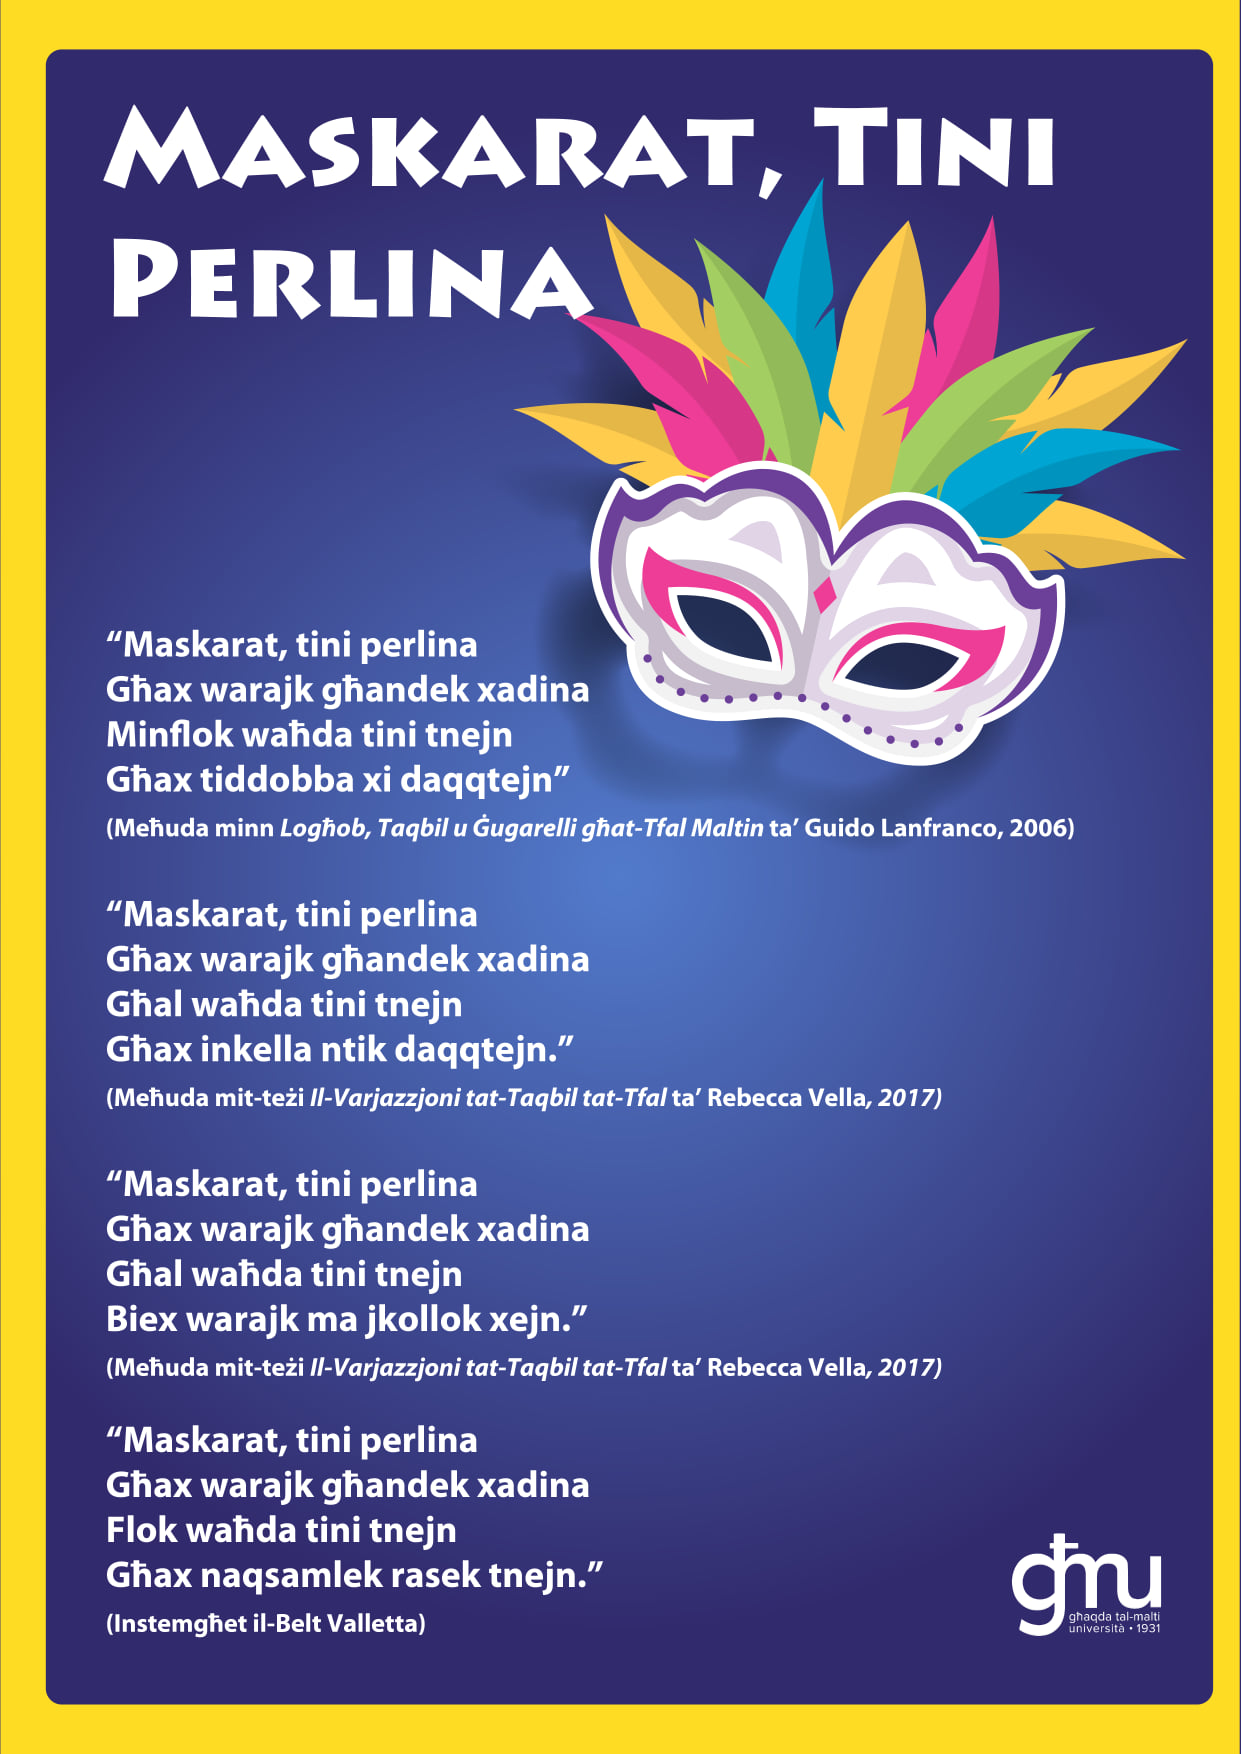 Maskarat, Tini
Perlina
“Maskarat, tini perlina
Għax warajk għandek xadina
Minflok waħda tini tnejn
Għax tiddobba xi daqqtejn”
(Meħuda minn Logħob, Taqbil u Ġugarelli għat-Tfal Maltin ta’ Guido Lanfranco, 2006)
“Maskarat, tini perlina
Għax warajk għandek xadina
Għal waħda tini tnejn
Għax inkella ntik daqqtejn.”
(Meħuda mit-teżi Il-Varjazzjoni tat-Taqbil tat-Tfal ta’ Rebecca Vella, 2017)
“Maskarat, tini perlina
Għax warajk għandek xadina
Għal waħda tini tnejn
Biex warajk ma jkollok xejn.”
(Meħuda mit-teżi Il-Varjazzjoni tat-Taqbil tat-Tfal ta’ Rebecca Vella, 2017)
“Maskarat, tini perlina
Għax warajk għandek xadina
Flok waħda tini tnejn
Għax naqsamlek rasek tnejn.”
(Instemgħet il-Belt Valletta)
għmu
għaqda tal-malti
università • 1931